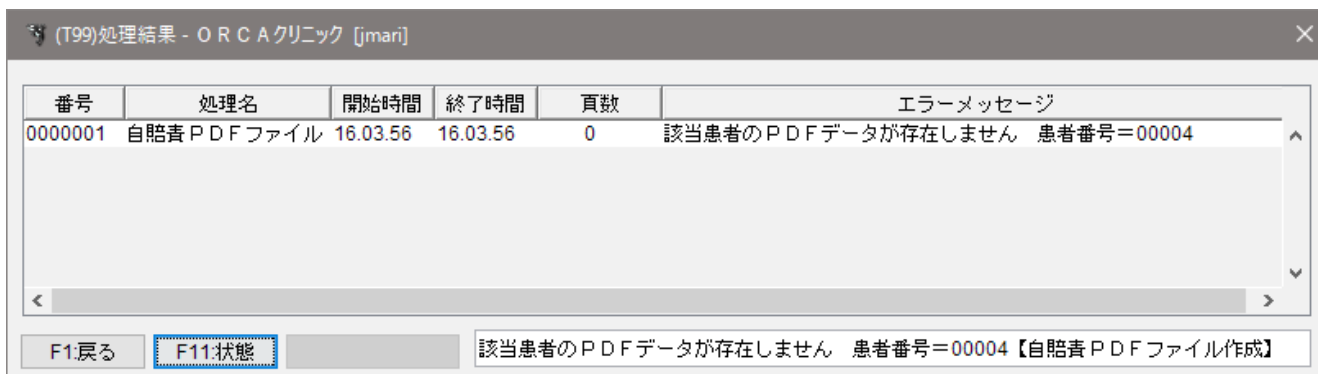 (T99)処理結果 - ＯＲＣＡクリニック [jmari]
番号 処理名 開始時間 終了時間 頁数 エラーメッセージ
0000001 自賠責ＰＤＦファイル 16.03.56 16.03.56 0 該当患者のＰＤＦデータが存在しません　患者番号＝00004
F1:戻る F11:状態 該当患者のＰＤＦデータが存在しません　患者番号＝00004【自賠責ＰＤＦファイル作成】